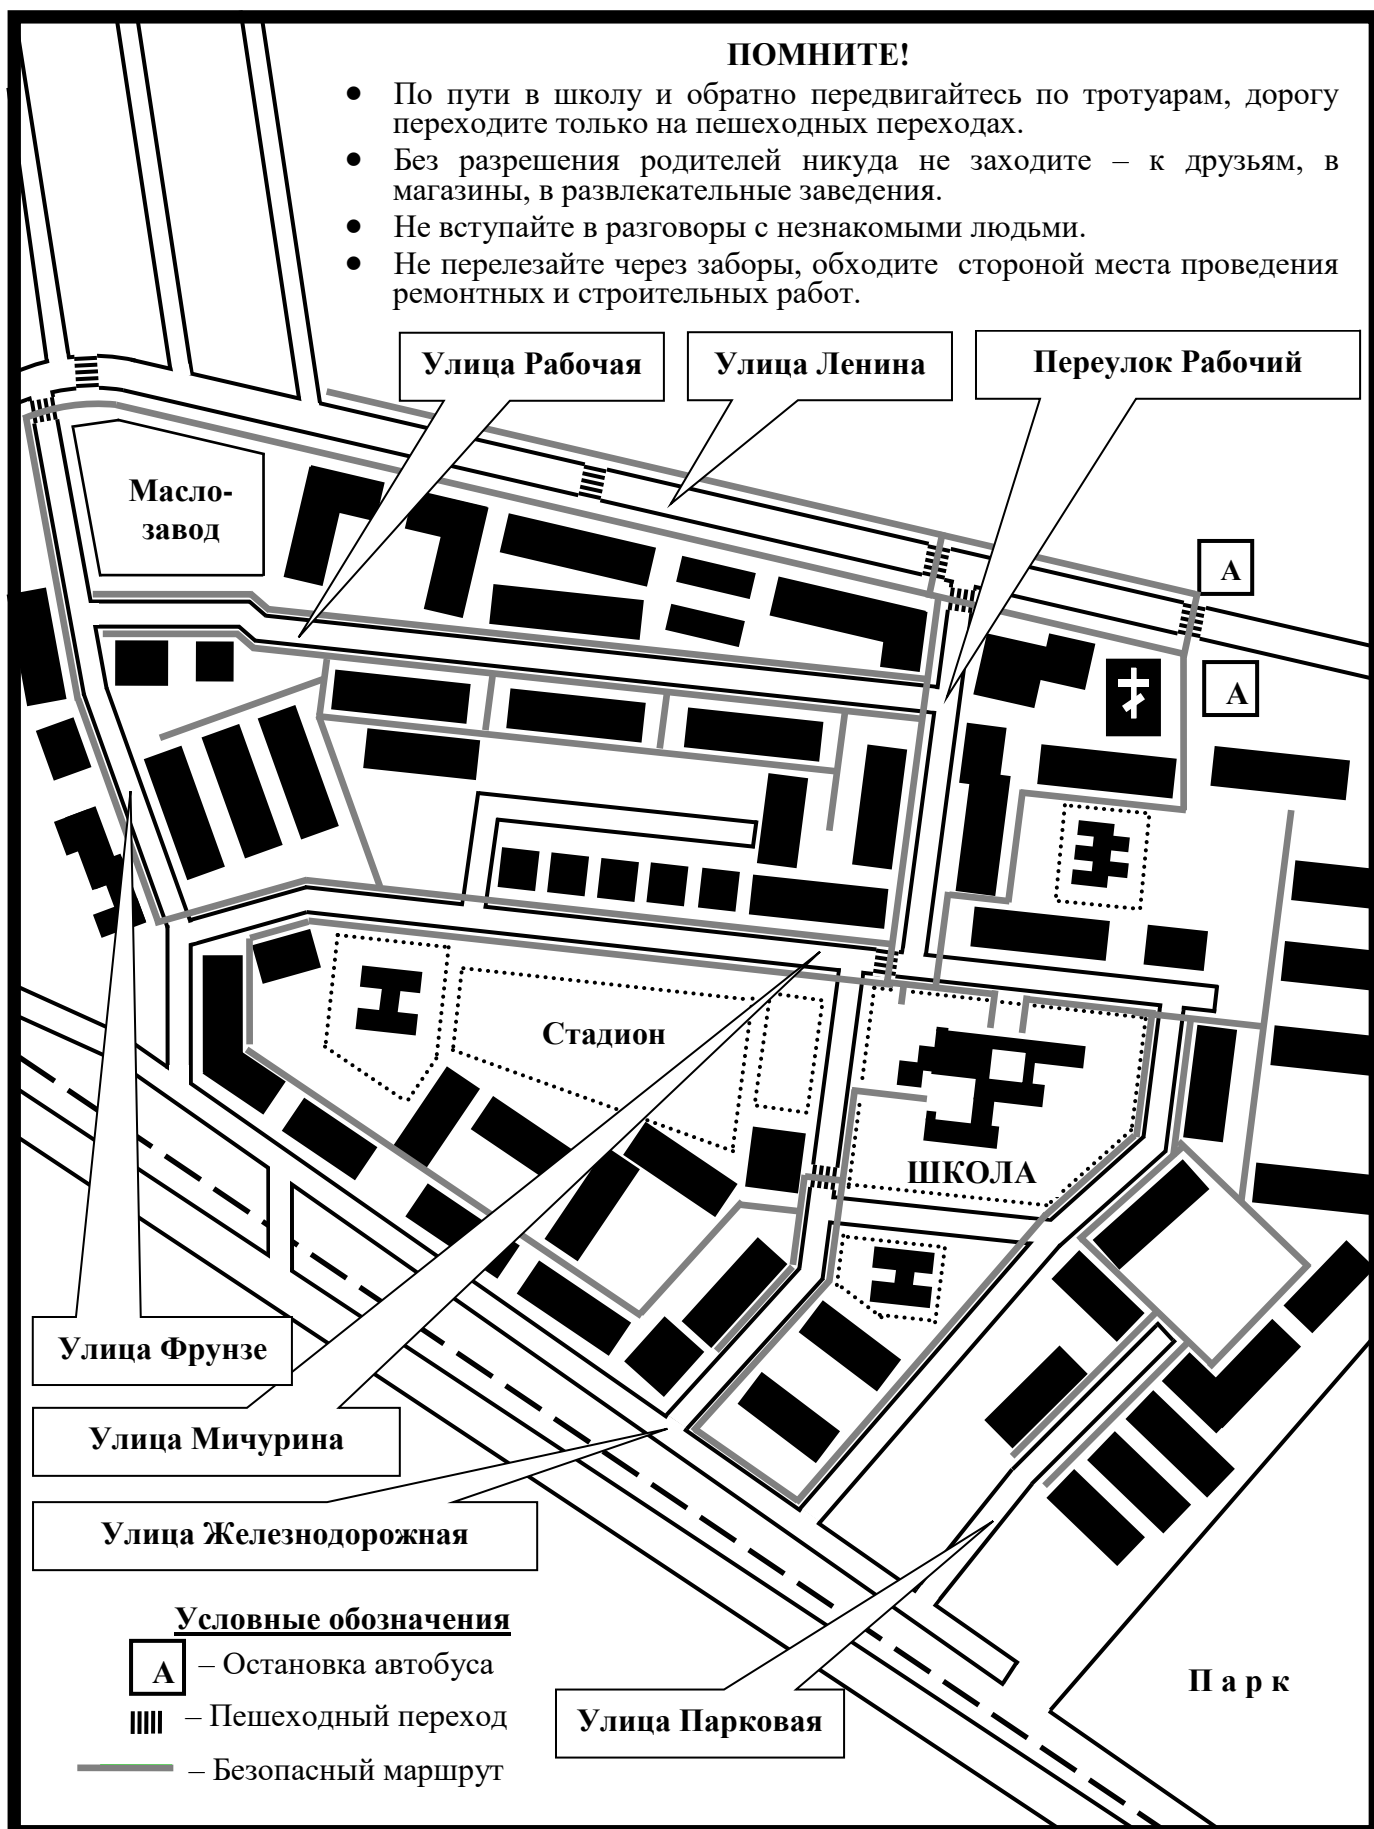 ПОМНИТЕ!
● По пути в школу и обратно передвигайтесь по тротуарам, дорогу
переходите только на пешеходных переходах.
● Без разрешения родителей никуда не заходите – к друзьям, в
магазины, в развлекательные заведения.
● Не вступайте в разговоры с незнакомыми людьми.
● Не перелезайте через заборы, обходите стороной места проведения
ремонтных и строительных работ.
Улица Рабочая
Улица Ленина
Переулок Рабочий
Масло-
завод
А
А
Стадион
ШКОЛА
Улица Фрунзе
Улица Мичурина
Улица Железнодорожная
Условные обозначения
А – Остановка автобуса
– Пешеходный переход
– Безопасный маршрут
Улица Парковая
П а р к